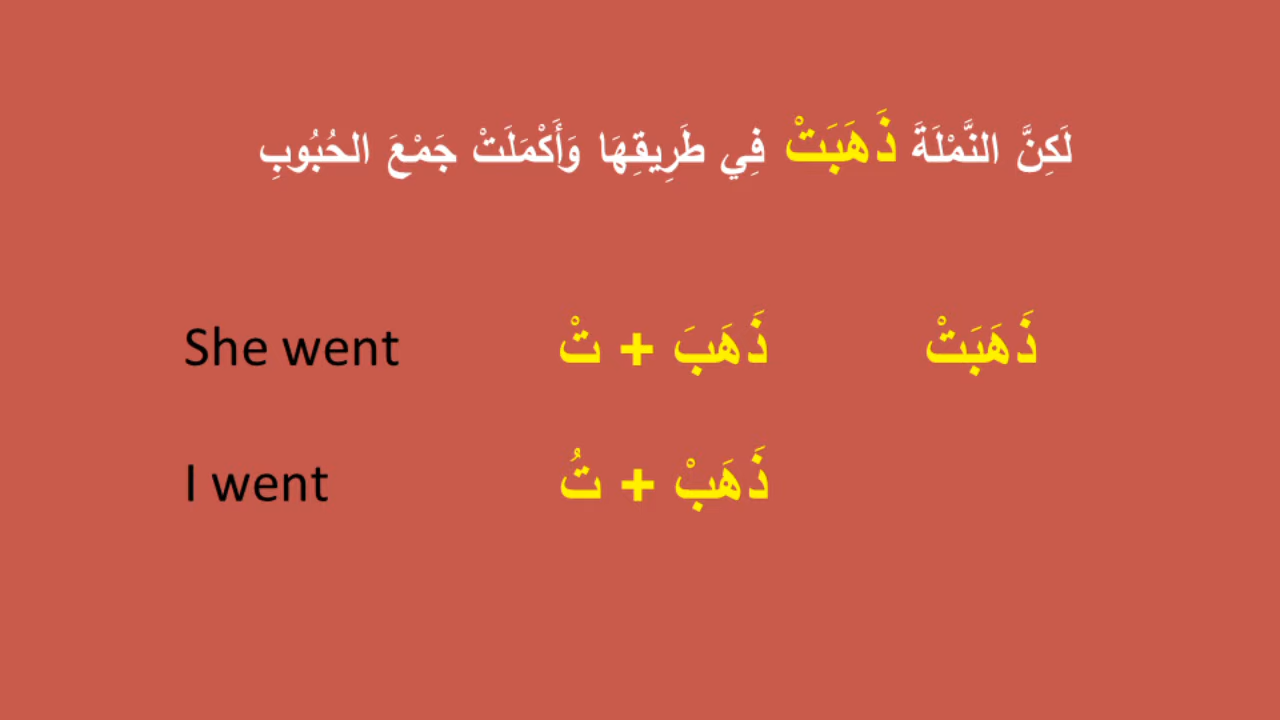 لَكِنَّ النَّمْلَةَ ذَهَبَتْ فِي طَرِيقِهَا وَأَكْمَلَتْ جَمْعَ الحُبُوبِ
She went ذَهَبَ + تْ ذَهَبَتْ
I went ذَهَبْ + تُ